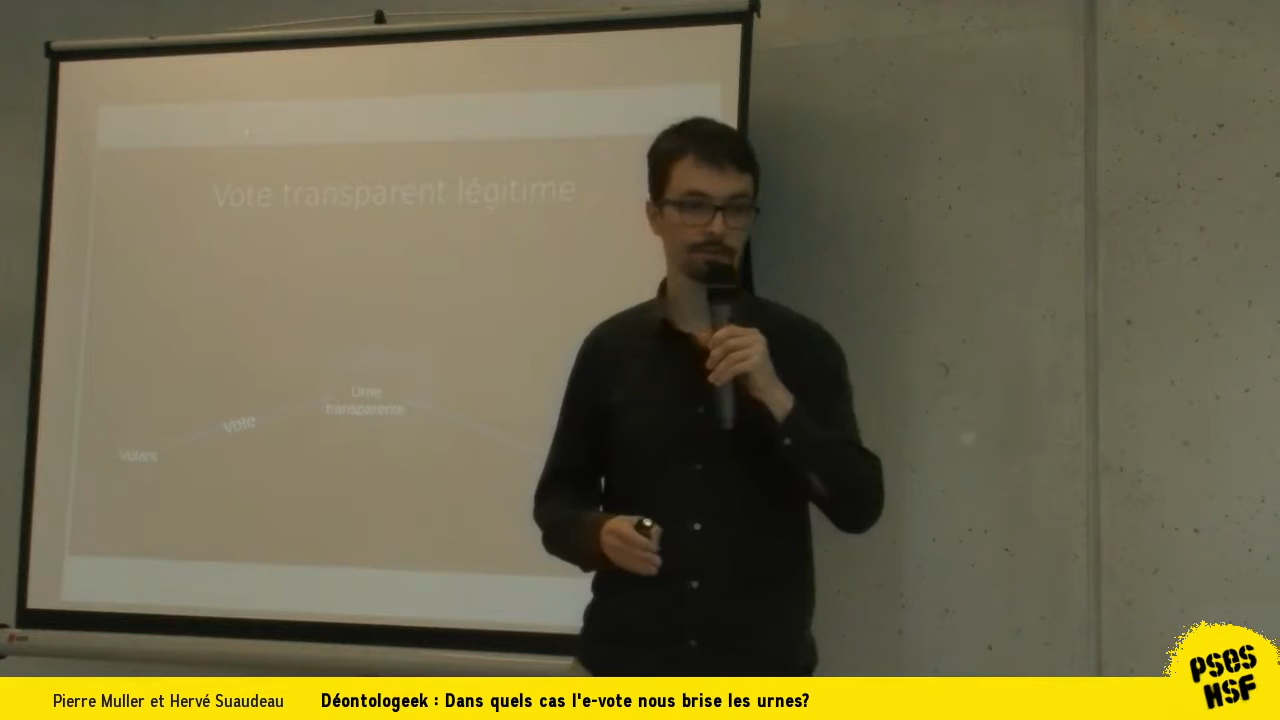 Vote transparent légitime
Urne
transparente
Vote
Votant
Pierre Muller et Hervé Suaudeau
Déontologeek : Dans quels cas l'e-vote nous brise les urnes?
PSES
HSF